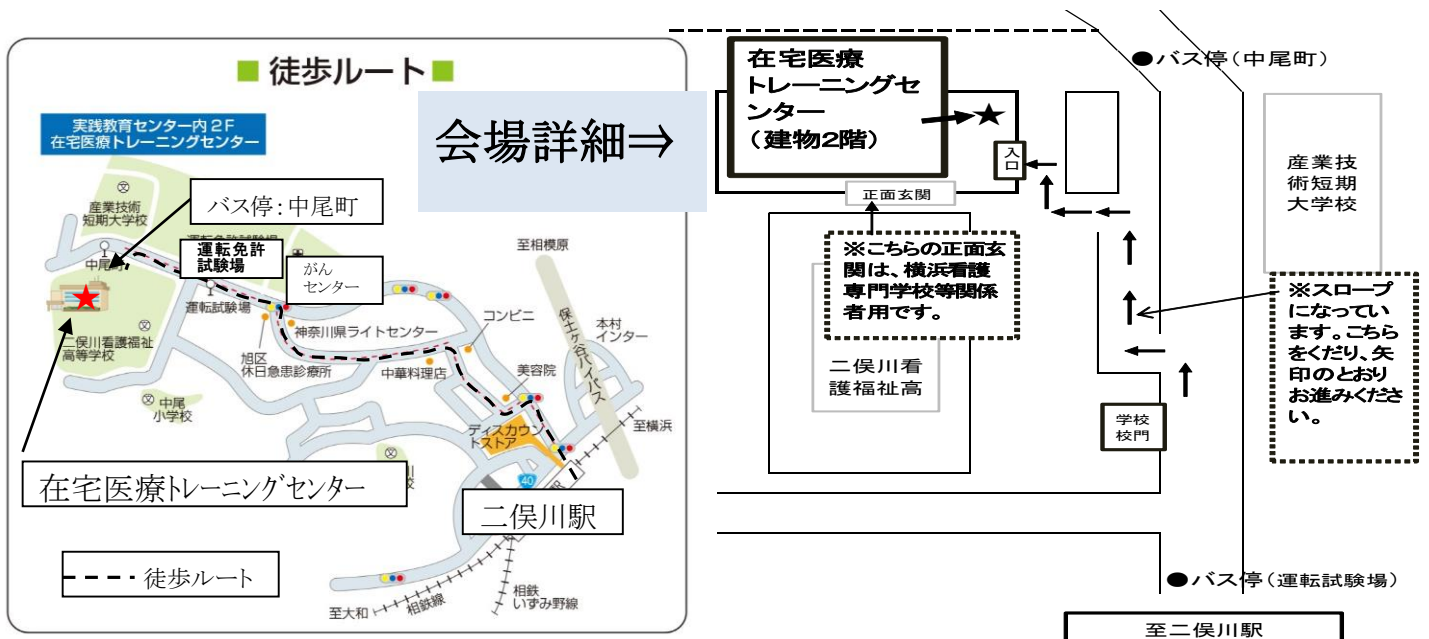 ■ 徒歩ルート ■
実践教育センター内2F
在宅医療トレーニングセンター
産業技術
短期大学校
バス停：中尾町
中尾町
運転免許
試験場
がん
センター
至相模原
運転試験場
神奈川県ライトセンター
コンビニ
保土ヶ谷バイパス
本村
インター
二俣川看護福祉
高等学校
旭区
休日急患診療所
中華料理店
美容院
中尾
小学校
ディスカウン
トストア
至横浜
在宅医療トレーニングセンター
40
二俣川駅
徒歩ルート
至大和
相鉄線
相鉄
いずみ野線
会場詳細⇒
在宅医療
トレーニングセ
ンター
(建物2階)
★
入口
正面玄関
●バス停(中尾町)
産業技
術短期
大学校
※こちらの正面玄
関は、横浜看護
専門学校等関係
者用です。
二俣川看
護福祉高
※スロープ
になってい
ます。こちら
をくだり、矢
印のとおり
お進みくださ
い。
学校
校門
●バス停(運転試験場)
至二俣川駅